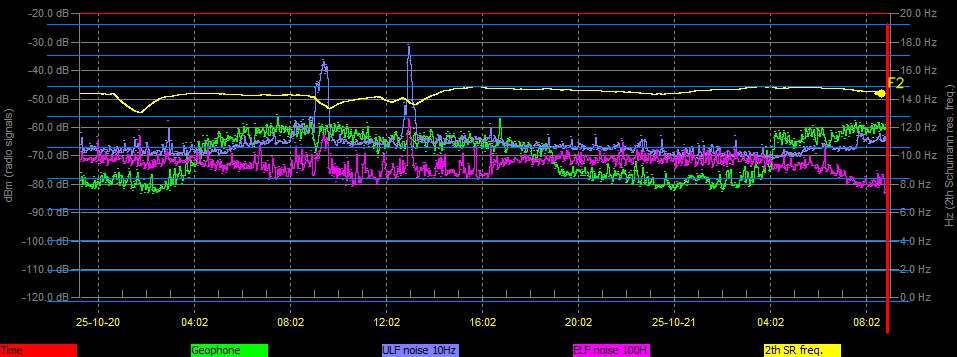 -20.0 dB 20.0 Hz
-30.0 dB 18.0 Hz
-40.0 dB 16.0 Hz
F2
-50.0 dB 14.0 Hz
-60.0 dB 12.0 Hz
-70.0 dB 10.0 Hz
-80.0 dB 8.0 Hz
-90.0 dB 6.0 Hz
-100.0 dB 4.0 Hz
-110.0 dB 2.0 Hz
-120.0 dB 0.0 Hz
dBm (radio signals)
Hz (2th Schumann res. freq.)
25-10-20 04:02 08:02 12:02 16:02 20:02 25-10-21 04:02 08:02
Time Geophone ULF noise 10Hz ELF noise 100H 2th SR freq.